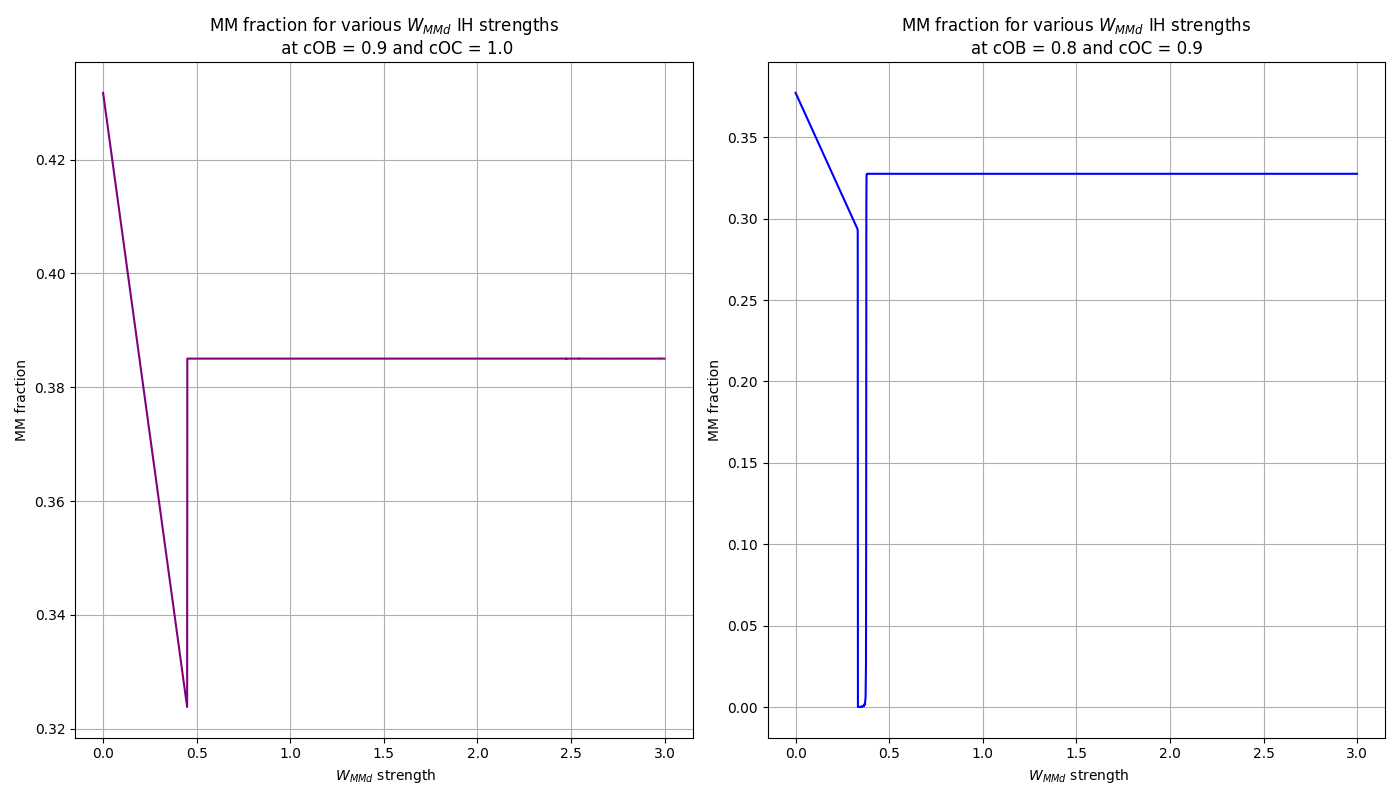 MM fraction for various W_MMd IH strengths
at cOB = 0.9 and cOC = 1.0
MM fraction
0.42
0.40
0.38
0.36
0.34
0.32
0.0 0.5 1.0 1.5 2.0 2.5 3.0
W_MMd strength
MM fraction for various W_MMd IH strengths
at cOB = 0.8 and cOC = 0.9
MM fraction
0.35
0.30
0.25
0.20
0.15
0.10
0.05
0.00
0.0 0.5 1.0 1.5 2.0 2.5 3.0
W_MMd strength